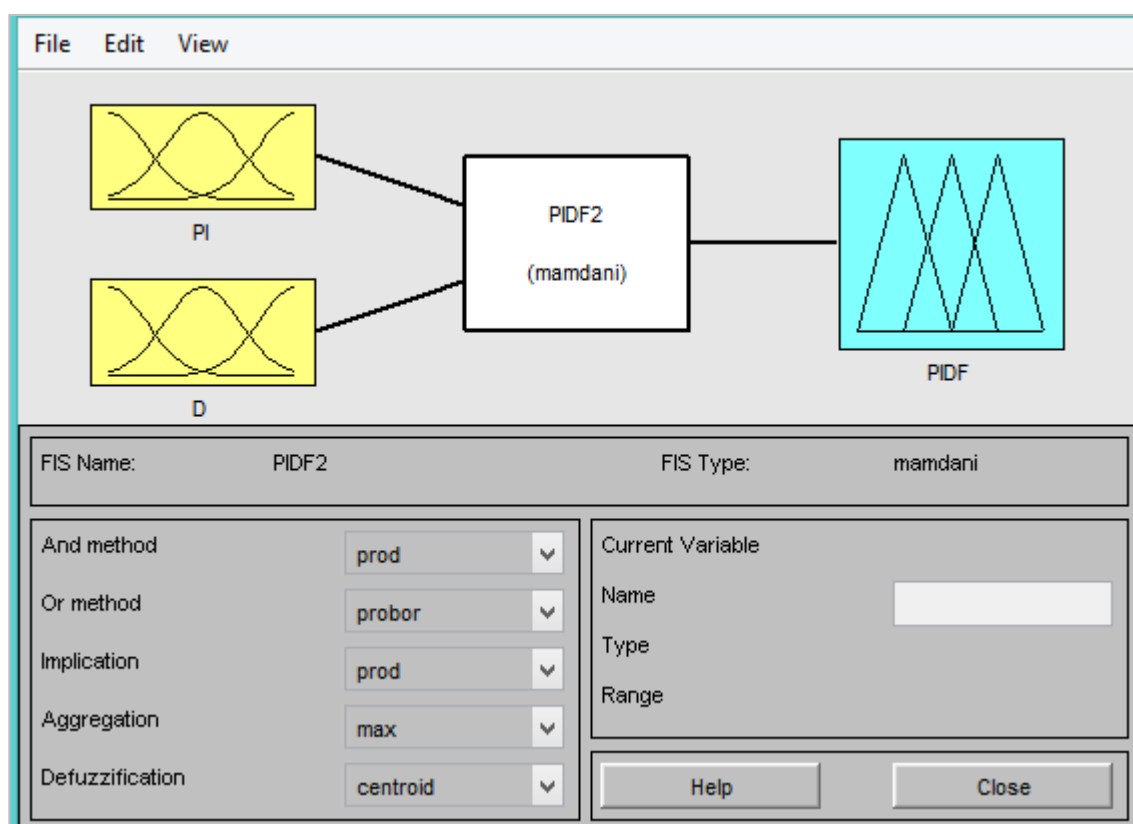 File Edit View
PI
D
PIDF2
(mamdani)
PIDF
FIS Name: PIDF2 FIS Type: mamdani
And method prod
Or method probor
Implication prod
Aggregation max
Defuzzification centroid
Current Variable
Name
Type
Range
Help Close